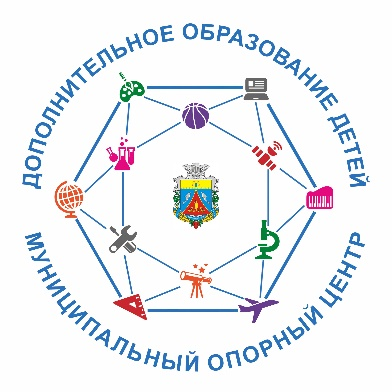 ДОПОЛНИТЕЛЬНОЕ ОБРАЗОВАНИЕ ДЕТЕЙ
МУНИЦИПАЛЬНЫЙ ОПОРНЫЙ ЦЕНТР